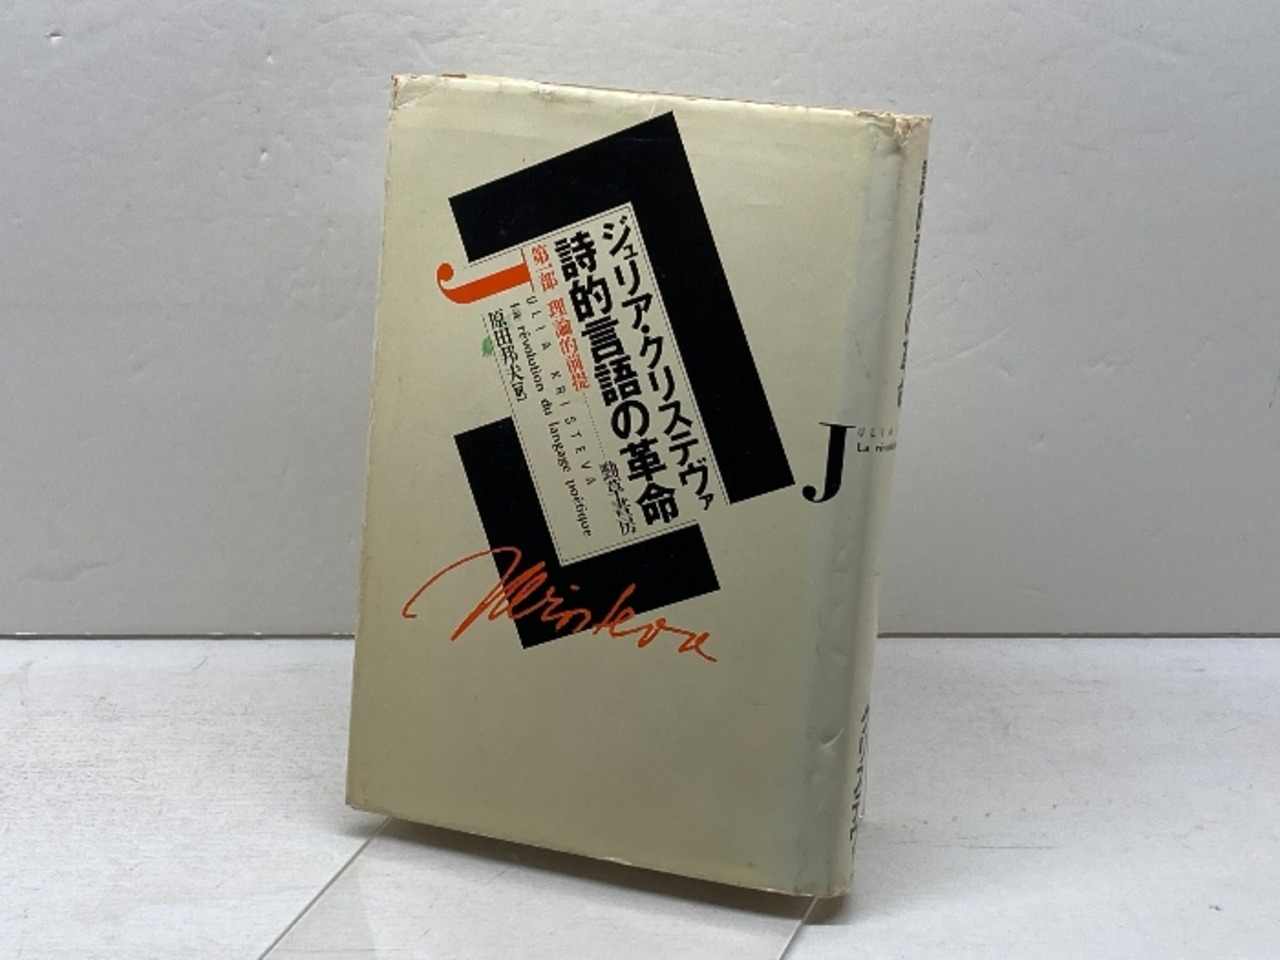 ジュリア・クリステヴァ
詩的言語の革命
第一部 理論的前提
勁草書房
JULIA KRISTEVA
La révolution du langage poétique
原田邦夫[訳]
Kristeva
JULIA
La